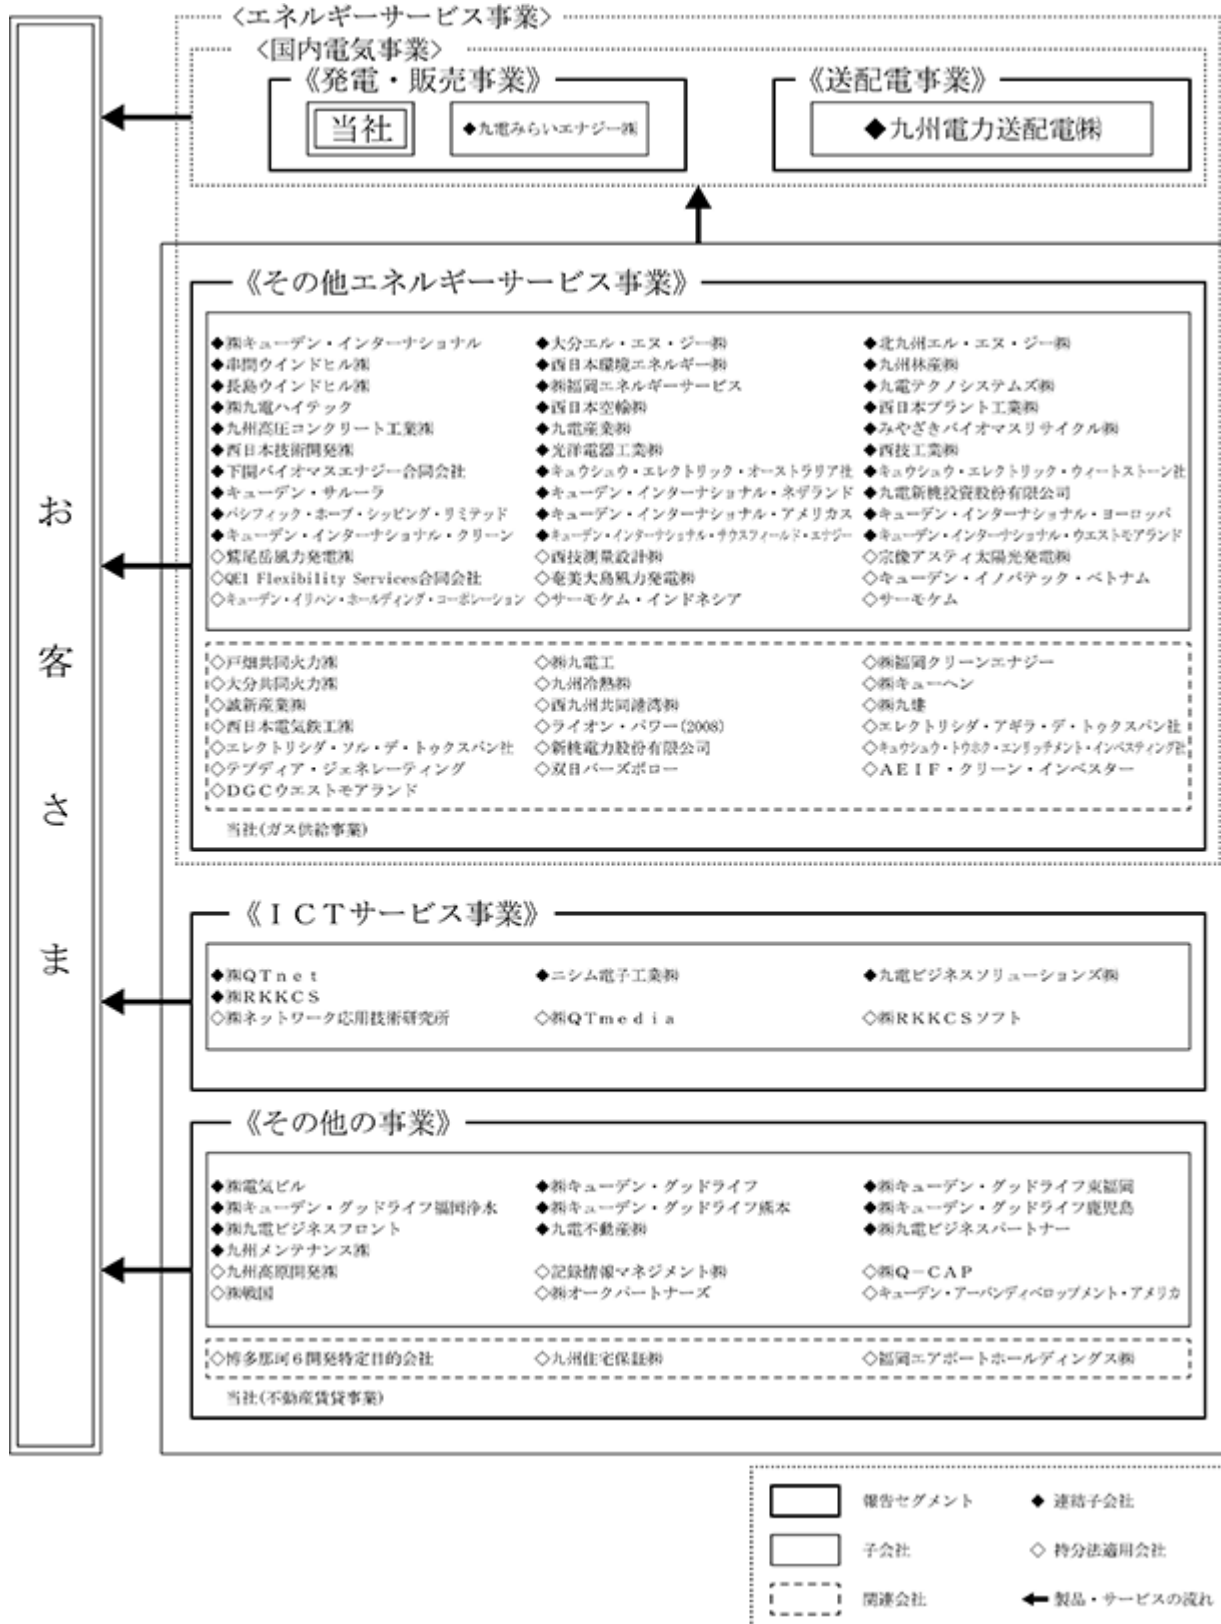 〈エネルギーサービス事業〉
〈国内電気事業〉
《発電・販売事業》
《送配電事業》
当社
◆九電みらいエナジー㈱
◆九州電力送配電㈱
お客さま
《その他エネルギーサービス事業》
◆㈱キューデン・インターナショナル ◆大分エル・エヌ・ジー㈱ ◆北九州エル・エヌ・ジー㈱
◆串間ウインドヒル㈱ ◆西日本環境エネルギー㈱ ◆九州林産㈱
◆長島ウインドヒル㈱ ◆㈱福岡エネルギーサービス ◆九電テクノシステムズ㈱
◆㈱九電ハイテック ◆西日本空輸㈱ ◆西日本プラント工業㈱
◆九州高圧コンクリート工業㈱ ◆九電産業㈱ ◆みやざきバイオマスリサイクル㈱
◆西日本技術開発㈱ ◆光洋電器工業㈱ ◆西技工業㈱
◆下関バイオマスエナジー合同会社 ◆キュウシュウ・エレクトリック・オーストラリア社 ◆キュウシュウ・エレクトリック・ウィートストーン社
◆キューデン・サルーラ ◆キューデン・インターナショナル・ネザランド ◆九電新桃投資股份有限公司
◆パシフィック・ホープ・シッピング・リミテッド ◆キューデン・インターナショナル・アメリカス ◆キューデン・インターナショナル・ヨーロッパ
◆キューデン・インターナショナル・クリーン ◆キューデン・インターナショナル・サウスフィールド・エナジー ◆キューデン・インターナショナル・ウエストモアランド
◇鷲尾岳風力発電㈱ ◇西技測量設計㈱ ◇宗像アスティ太陽光発電㈱
◇QEI Flexibility Services合同会社 ◇奄美大島風力発電㈱ ◇キューデン・イノバテック・ベトナム
◇キューデン・イリハン・ホールディング・コーポレーション ◇サーモケム・インドネシア ◇サーモケム
◇戸畑共同火力㈱ ◇㈱九電工 ◇㈱福岡クリーンエナジー
◇大分共同火力㈱ ◇九州冷熱㈱ ◇㈱キューヘン
◇誠新産業㈱ ◇西九州共同港湾㈱ ◇㈱九建
◇西日本電気鉄工㈱ ◇ライオン・パワー(2008) ◇エレクトリシダ・アギラ・デ・トゥクスパン社
◇エレクトリシダ・ソル・デ・トゥクスパン社 ◇新桃電力股份有限公司 ◇キュウシュウ・トウホク・エンリッチメント・インベスティング社
◇テプディア・ジェネレーティング ◇双日バーズボロー ◇AEIF・クリーン・インベスター
◇DGCウエストモアランド
当社(ガス供給事業)
《ICTサービス事業》
◆㈱QTnet ◆ニシム電子工業㈱ ◆九電ビジネスソリューションズ㈱
◆㈱RKKCS
◇㈱ネットワーク応用技術研究所 ◇㈱QTmedia ◇㈱RKKCSソフト
《その他の事業》
◆㈱電気ビル ◆㈱キューデン・グッドライフ ◆㈱キューデン・グッドライフ東福岡
◆㈱キューデン・グッドライフ福岡浄水 ◆㈱キューデン・グッドライフ熊本 ◆㈱キューデン・グッドライフ鹿児島
◆㈱九電ビジネスフロント ◆九電不動産㈱ ◆㈱九電ビジネスパートナー
◆九州メンテナンス㈱
◇九州高原開発㈱ ◇記録情報マネジメント㈱ ◇㈱Q-CAP
◇㈱戦国 ◇㈱オークパートナーズ ◇キューデン・アーバンディベロップメント・アメリカ
◇博多那珂6開発特定目的会社 ◇九州住宅保証㈱ ◇福岡エアポートホールディングス㈱
当社(不動産賃貸事業)
報告セグメント ◆ 連結子会社
子会社 ◇ 持分法適用会社
関連会社 ← 製品・サービスの流れ